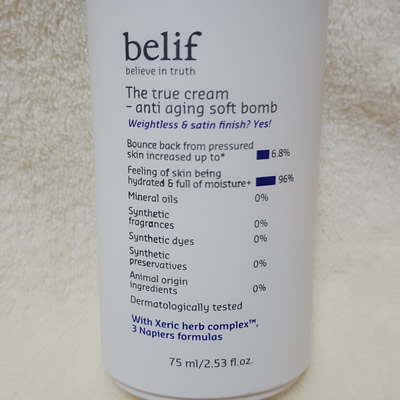 belif
believe in truth
The true cream
- anti aging soft bomb
Weightless & satin finish? Yes!
Bounce back from pressured
skin increased up to* 6.8%
Feeling of skin being
hydrated & full of moisture+ 96%
Mineral oils 0%
Synthetic
fragrances 0%
Synthetic dyes 0%
Synthetic
preservatives 0%
Animal origin
ingredients 0%
Dermatologically tested
With Xeric herb complex™,
3 Napiers formulas
75 ml/2.53 fl.oz.